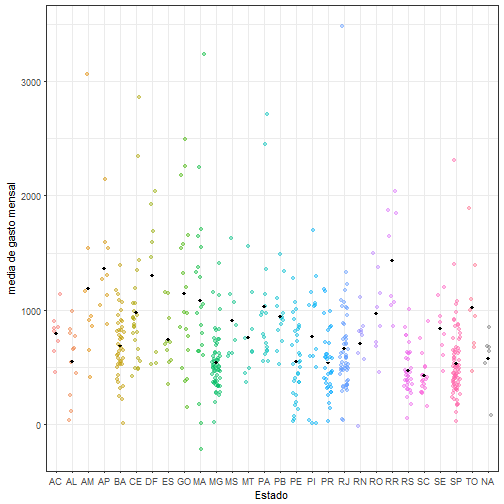 media de gasto mensal
3000
2000
1000
0
AC AL AM AP BA CE DF ES GO MA MG MS MT PA PB PE PI PR RJ RN RO RR RS SC SE SP TO NA
Estado